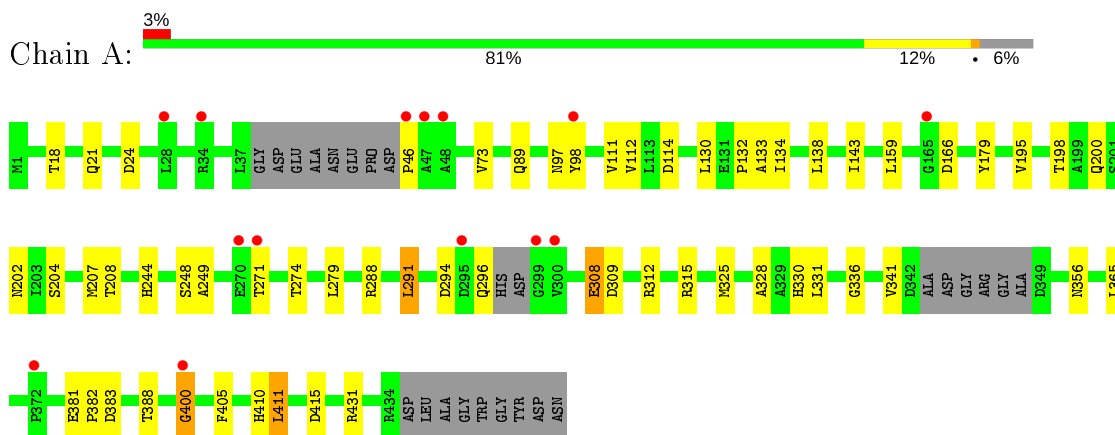 3%
Chain A:
81% 12% • 6%
M1 T18 Q21 D24 L28 R34 L37 GLY ASP GLU ALA ASN GLU PRO ASP P46 A47 A48 V73 Q89 N97 Y98 V111 V112 L113 D114 L130 E131 P132 A133 I134 L138 I143 L159 G165 D166 Y179 V195 T198 A199 Q200 S201
N202 I203 S204 M207 T208 H244 S248 A249 E270 T271 T274 L279 R288 L291 D294 D295 Q296 HIS ASP G299 V300 E308 D309 R312 R315 M325 A328 A329 H330 L331 G336 V341 D342 ALA ASP GLY ARG GLY ALA D349 N356 L365
P372 E381 P382 D383 T388 G400 F405 H410 L411 D415 R431 R434 ASP LEU ALA GLY TRP GLY TYR ASP ASN